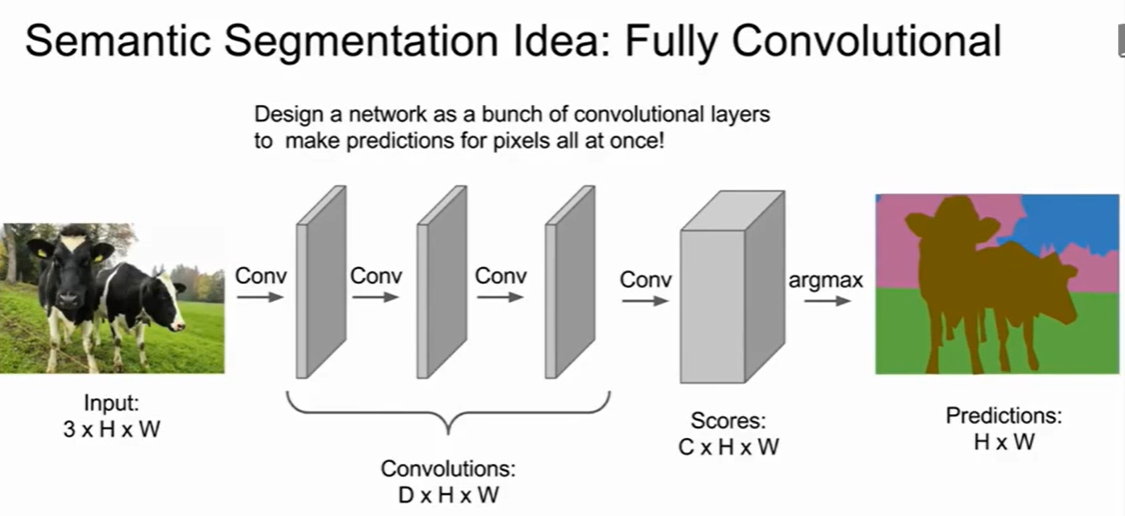 Semantic Segmentation Idea: Fully Convolutional
Design a network as a bunch of convolutional layers
to make predictions for pixels all at once!
Conv
Conv
Conv
Conv
argmax
Input:
3 x H x W
Convolutions:
D x H x W
Scores:
C x H x W
Predictions:
H x W